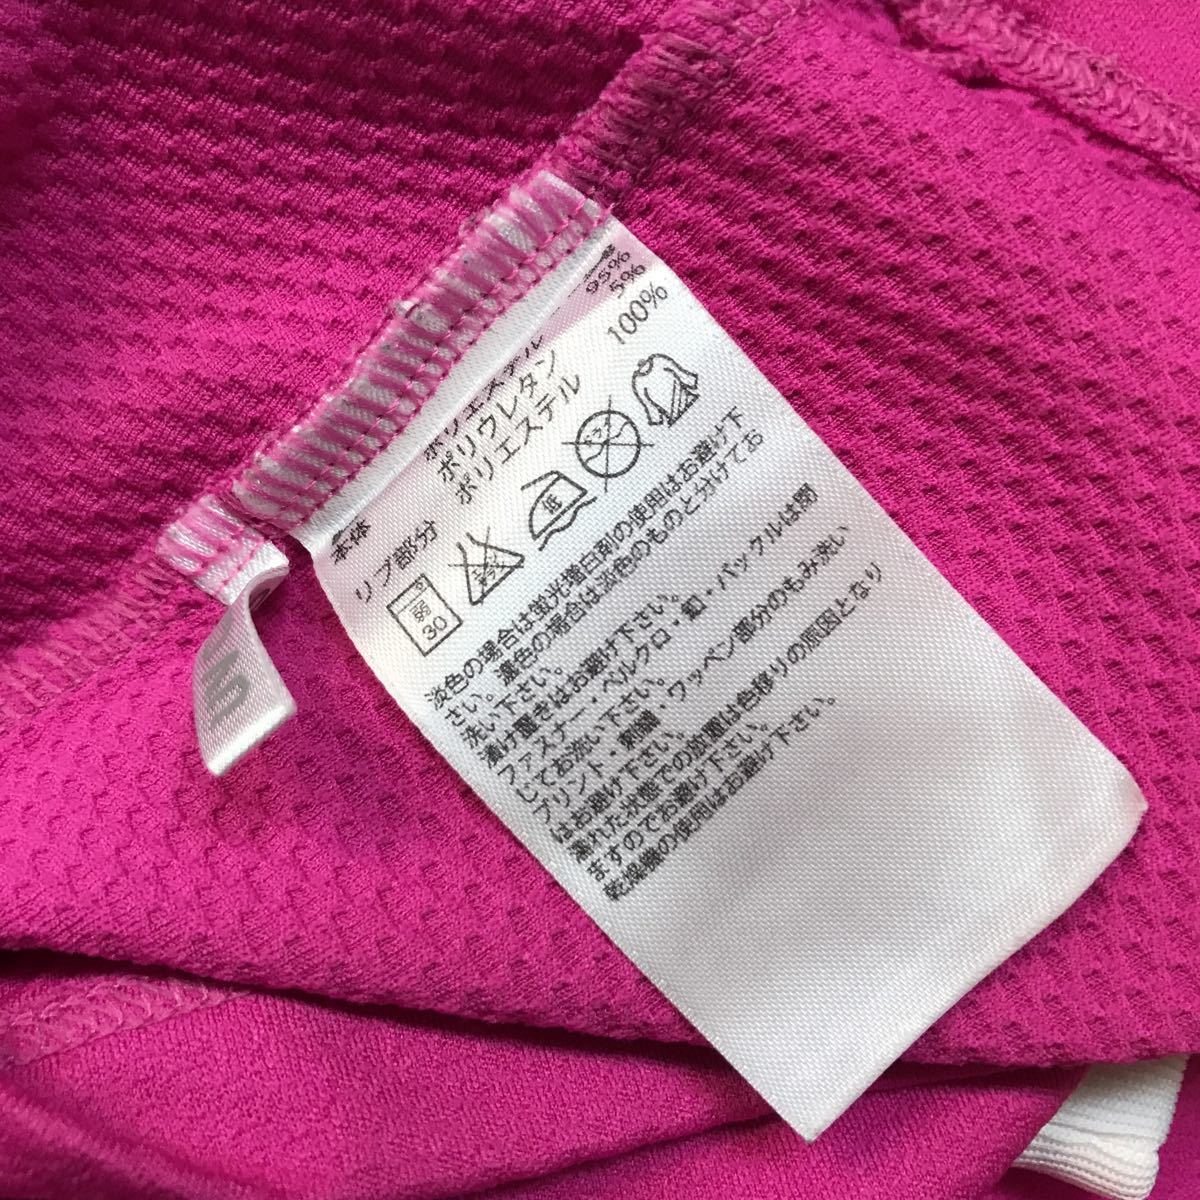 本体 ポリエステル 95%
ポリウレタン 5%
リブ部分 ポリエステル 100%
弱 30 低
淡色の場合は蛍光増白剤の使用はお避け下
さい。濃色の場合は淡色のものと分けてお
洗い下さい。
漬け置きはお避け下さい。
ファスナー・ベルクロ・釦・バックルは閉
じてお洗い下さい。
プリント・刺繍・ワッペン部分のもみ洗い
はお避け下さい。
濡れた状態での放置は色移りの原因となり
ますのでお避け下さい。
乾燥機の使用はお避け下さい。